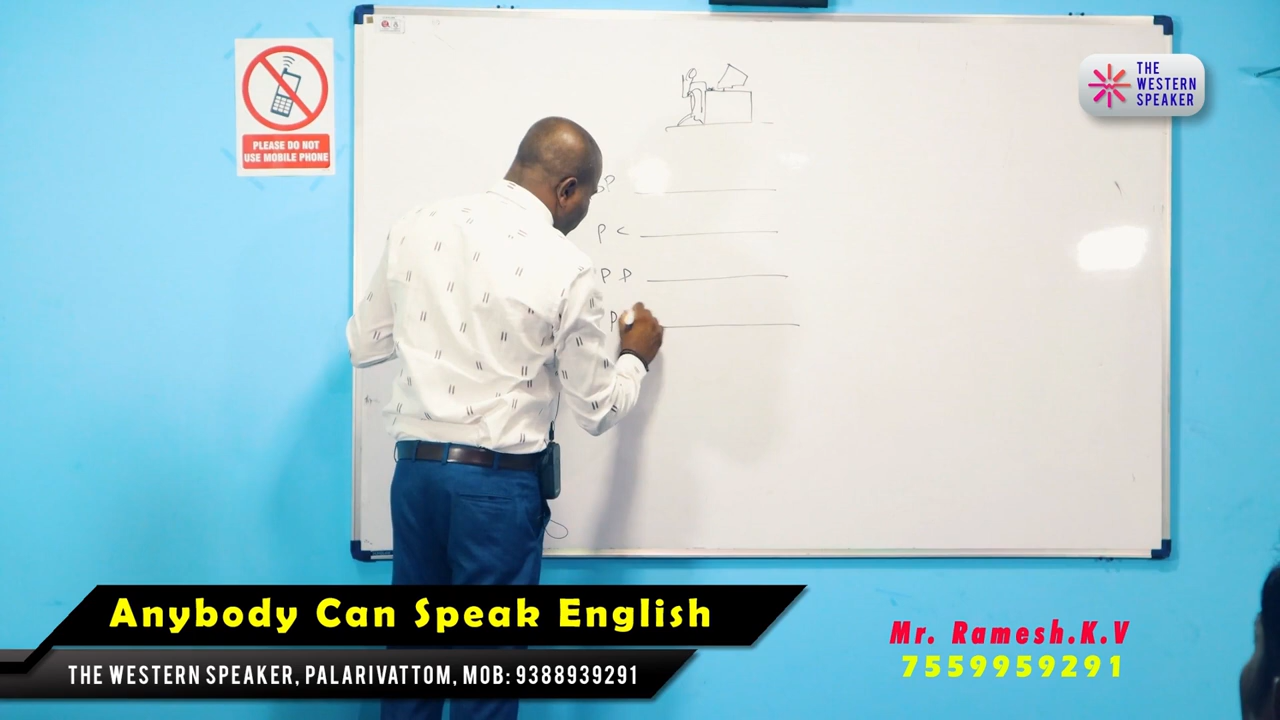 THE
WESTERN
SPEAKER
PLEASE DO NOT
USE MOBILE PHONE
P
P C
P P
P
Anybody Can Speak English
THE WESTERN SPEAKER, PALARIVATTOM, MOB: 9388939291
Mr. Ramesh.K.V
7559959291